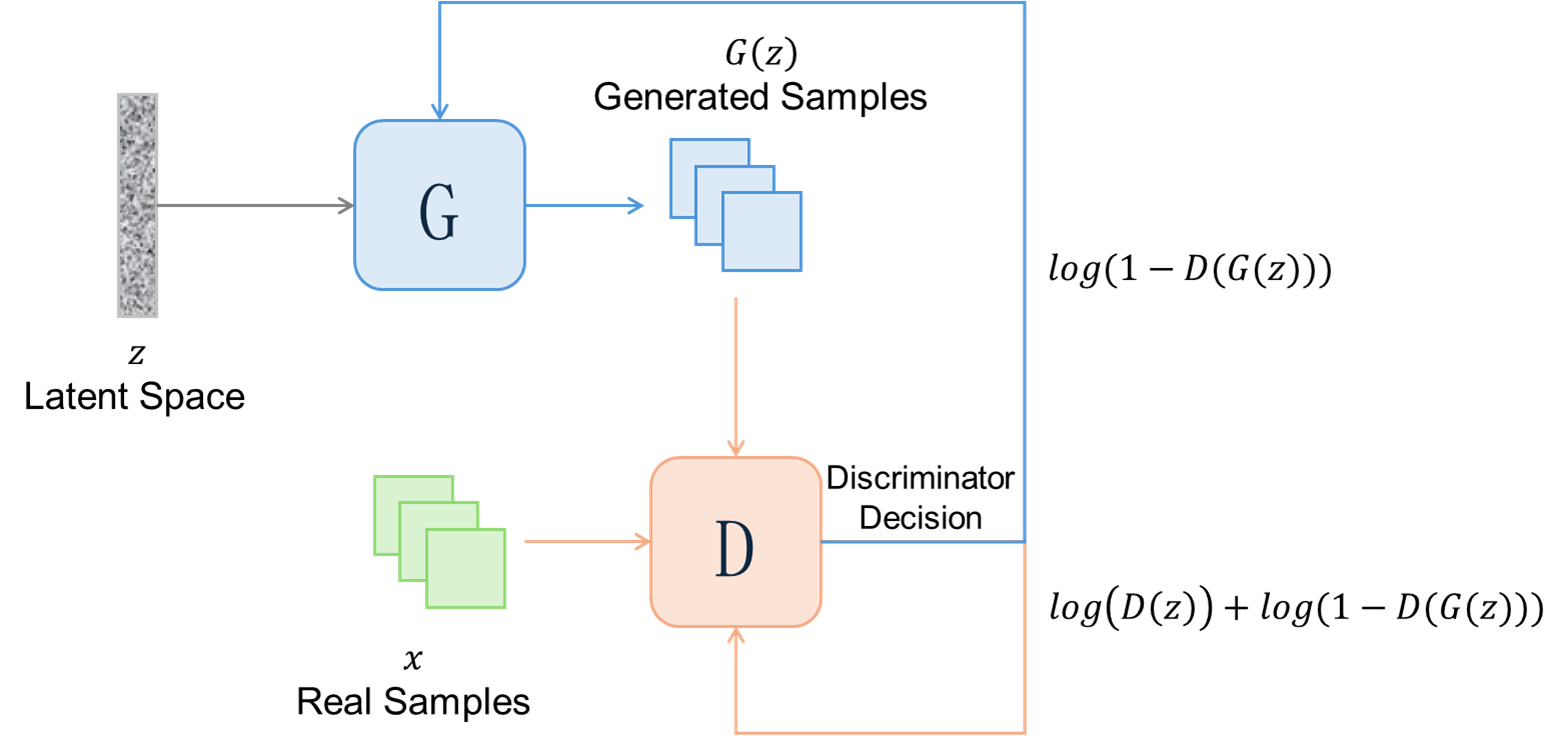 G(z)
Generated Samples
G
log(1 − D(G(z)))
z
Latent Space
Discriminator
Decision
D
log(D(z)) + log(1 − D(G(z)))
x
Real Samples